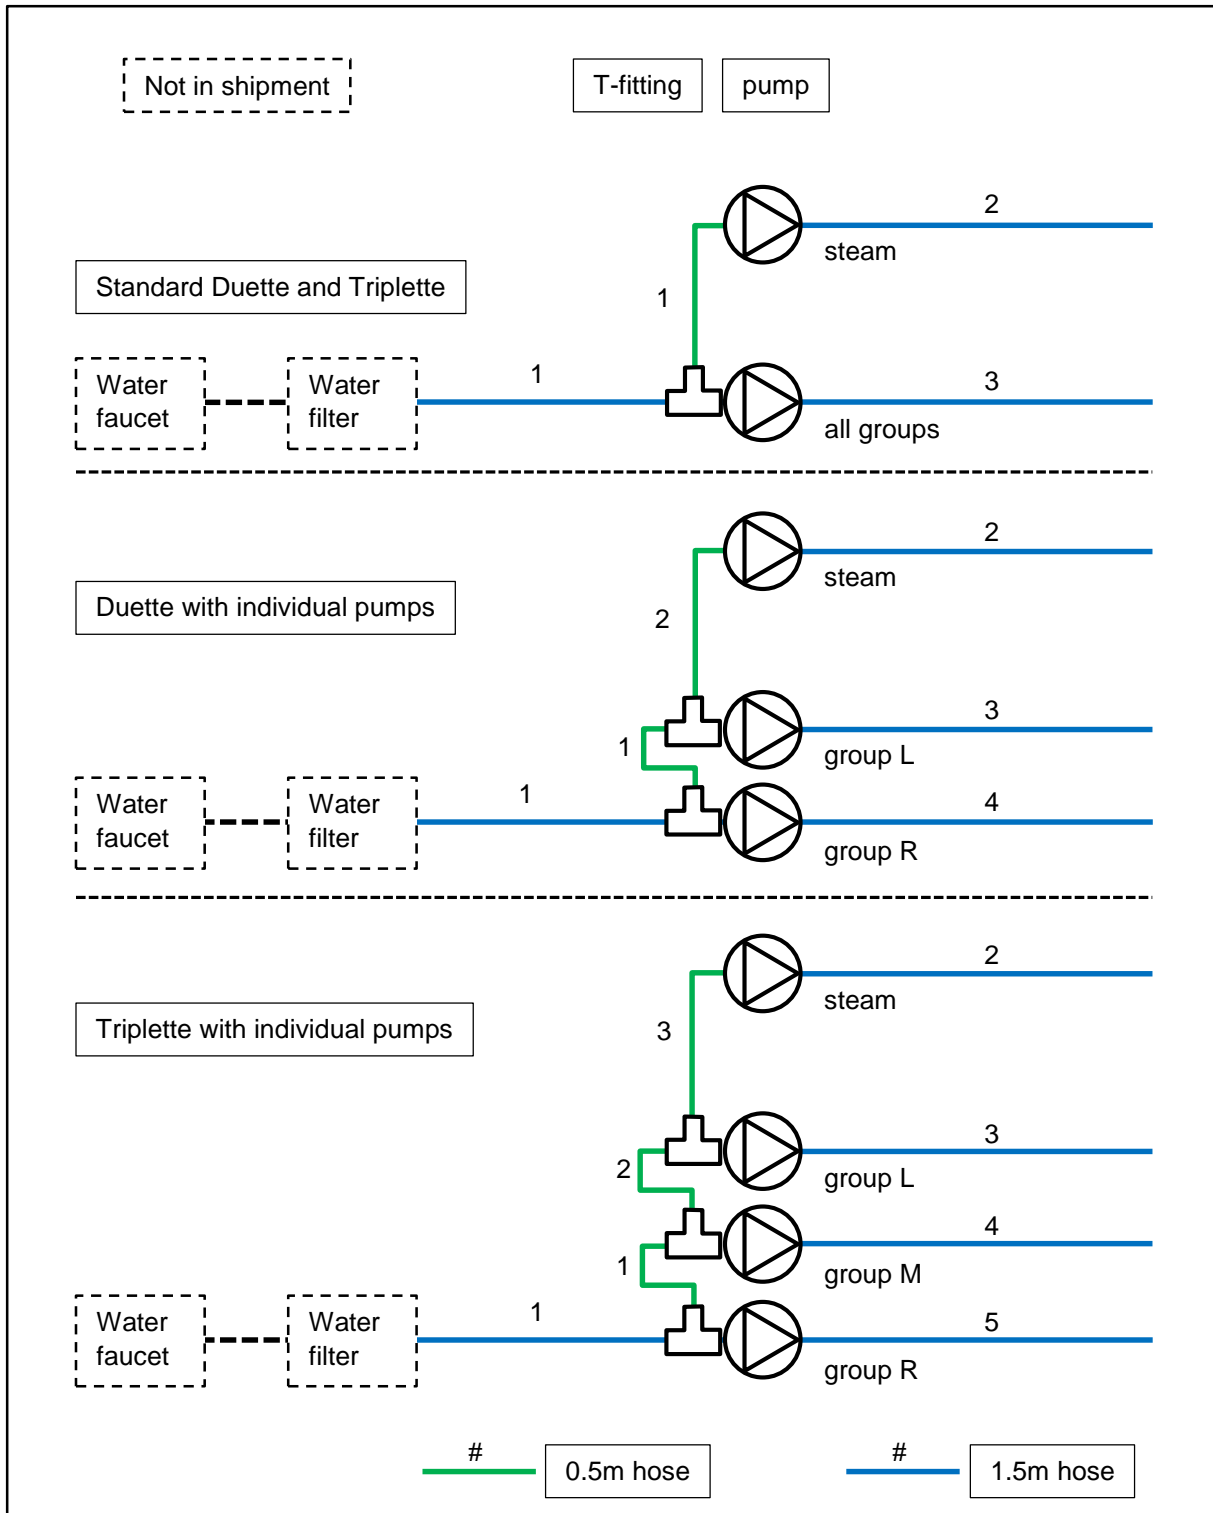 Not in shipment
T-fitting
pump
2
steam
1
Standard Duette and Triplette
Water
faucet
Water
filter
1
3
all groups
2
steam
Duette with individual pumps
2
3
group L
1
Water
faucet
Water
filter
1
4
group R
2
steam
Triplette with individual pumps
3
3
group L
2
4
group M
1
Water
faucet
Water
filter
1
5
group R
#
0.5m hose
#
1.5m hose